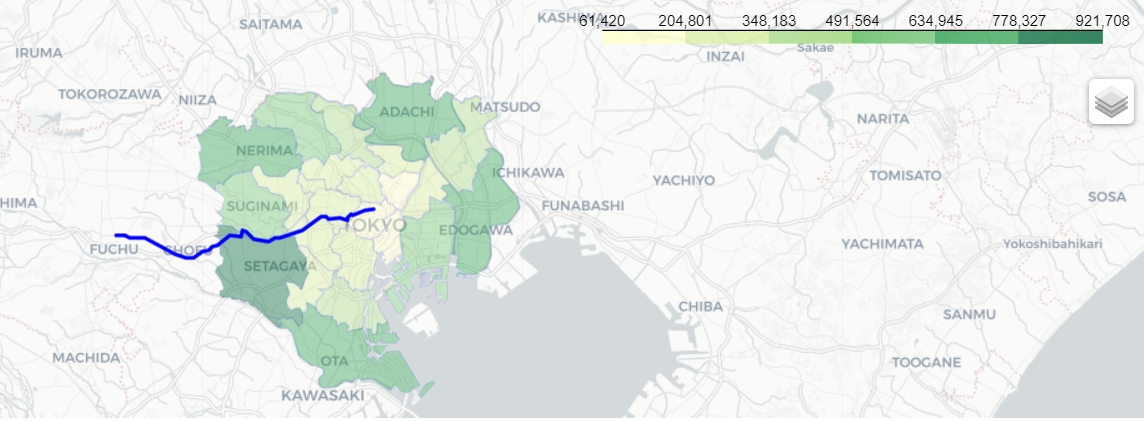 SAITAMA
KASHIMA
61,420 204,801 348,183 491,564 634,945 778,327 921,708
IRUMA
INZAI
Sakae
TOKOROZAWA
NIIZA
ADACHI
MATSUDO
NARITA
NERIMA
ICHIKAWA
YACHIYO
TOMISATO
SOSA
HIMA
SUGINAMI
FUNABASHI
TOKYO
EDOGAWA
FUCHU
CHOFU
YACHIMATA
Yokoshibahikari
SETAGAYA
CHIBA
SANMU
MACHIDA
OTA
TOOGANE
KAWASAKI